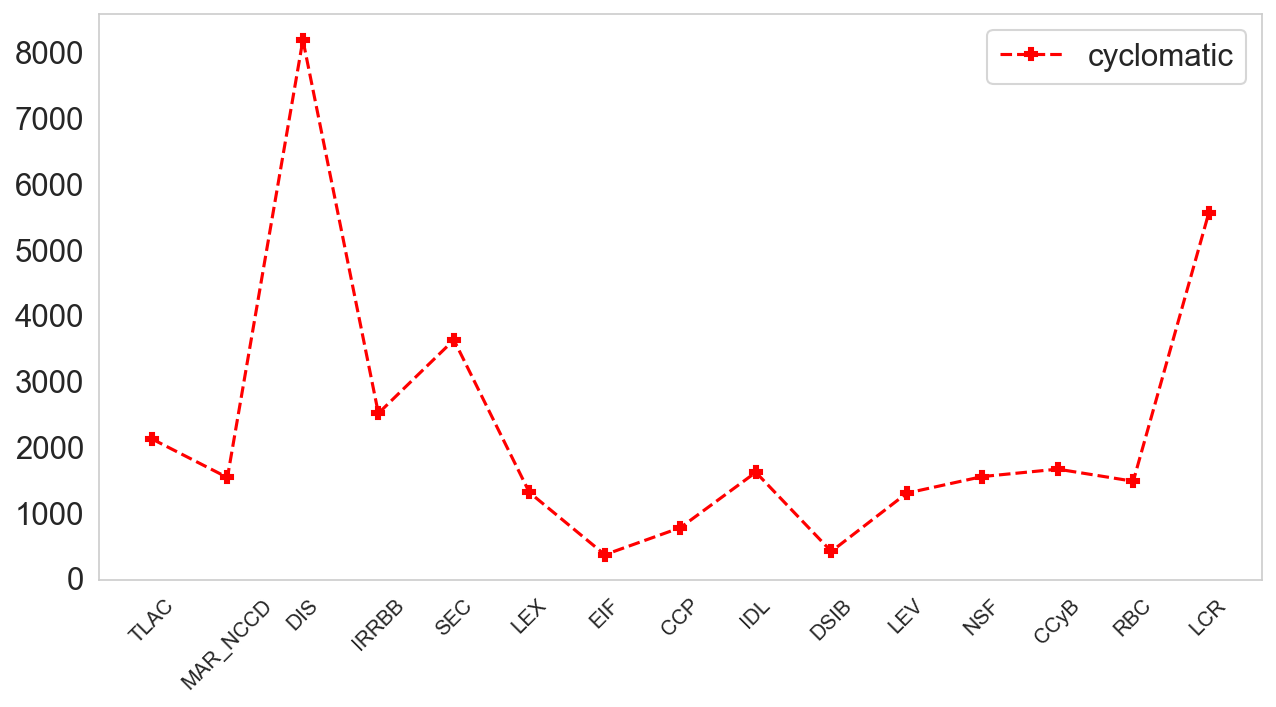 cyclomatic
8000
7000
6000
5000
4000
3000
2000
1000
0
TLAC
MAR_NCCD
DIS
IRRBB
SEC
LEX
EIF
CCP
IDL
DSIB
LEV
NSF
CCyB
RBC
LCR